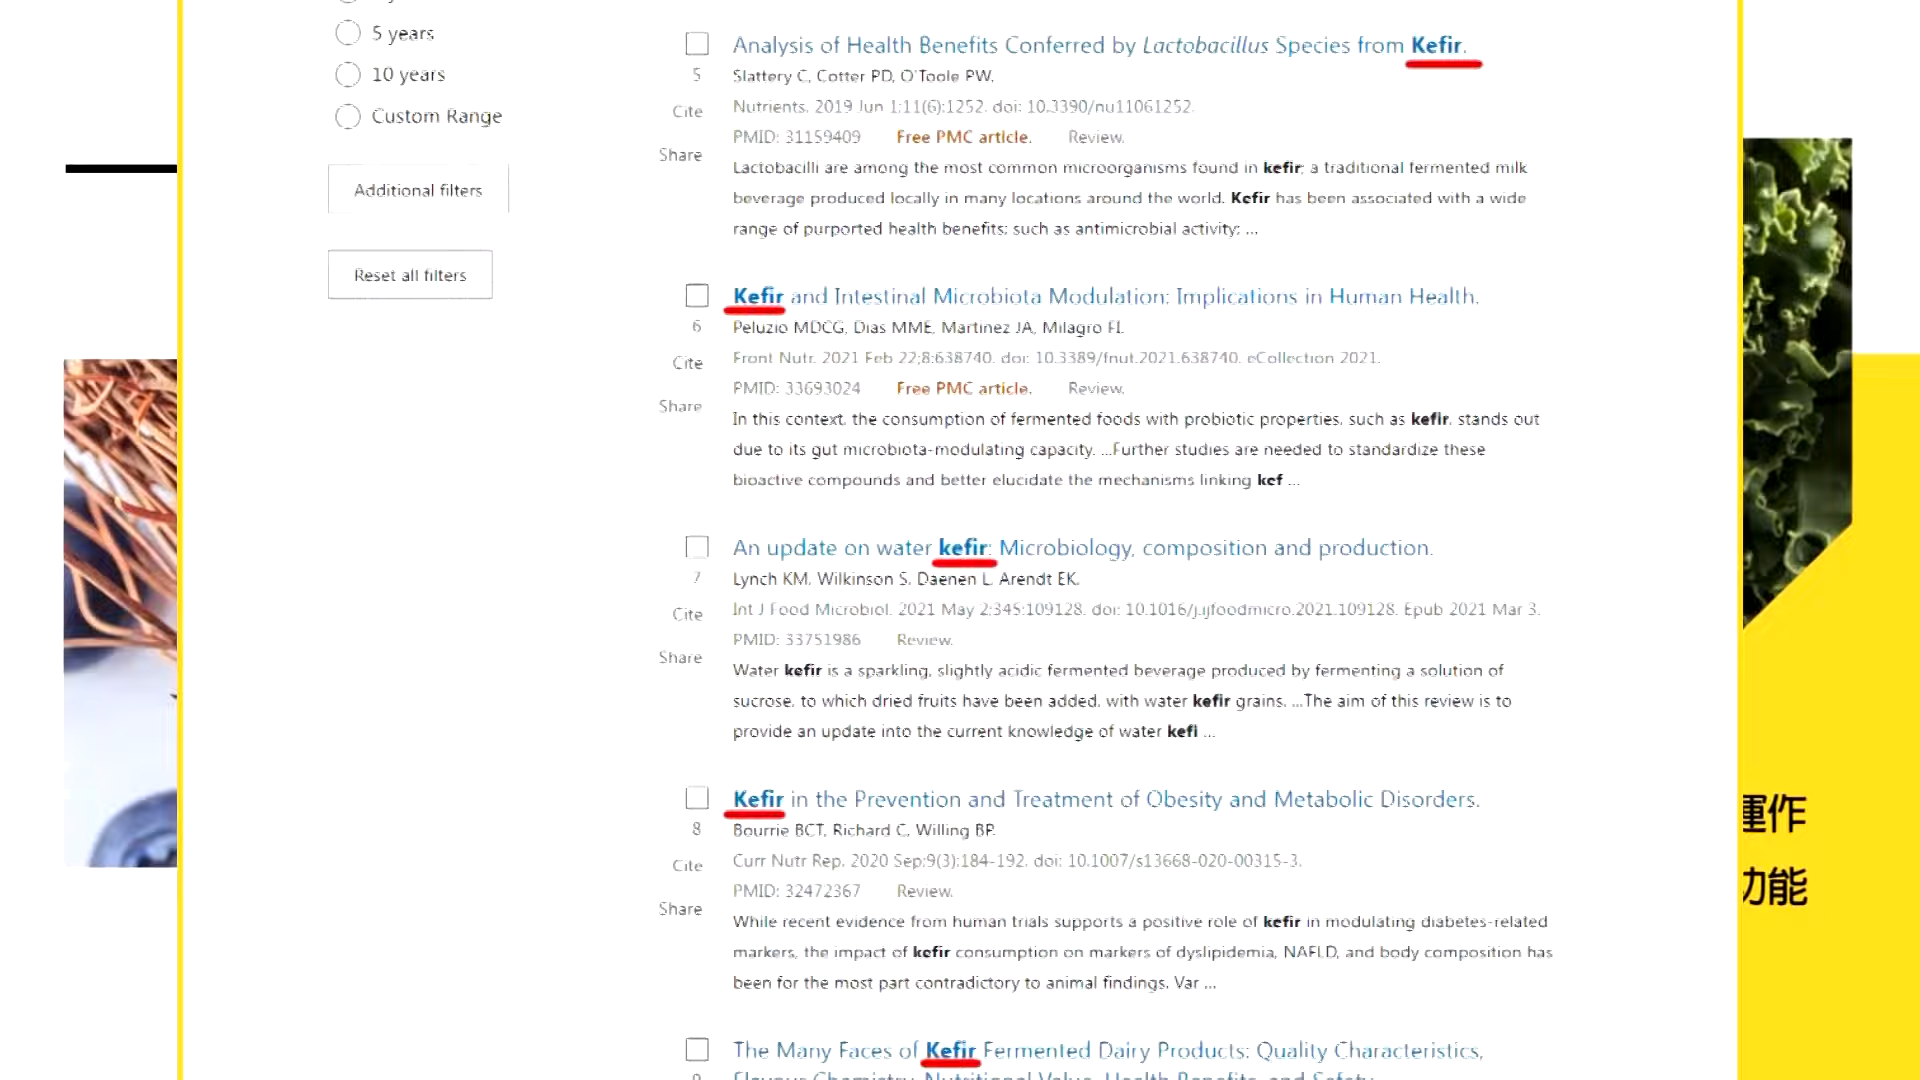 5 years
10 years
Custom Range
Additional filters
Reset all filters
Analysis of Health Benefits Conferred by Lactobacillus Species from Kefir.
5
Slattery C, Cotter PD, O'Toole PW.
Cite
Nutrients. 2019 Jun 1;11(6):1252. doi: 10.3390/nu11061252.
PMID: 31159409 Free PMC article. Review.
Share
Lactobacilli are among the most common microorganisms found in kefir; a traditional fermented milk
beverage produced locally in many locations around the world. Kefir has been associated with a wide
range of purported health benefits; such as antimicrobial activity; ...
Kefir and Intestinal Microbiota Modulation: Implications in Human Health.
6
Peluzio MDCG, Dias MME, Martinez JA, Milagro FI.
Cite
Front Nutr. 2021 Feb 22;8:638740. doi: 10.3389/fnut.2021.638740. eCollection 2021.
PMID: 33693024 Free PMC article. Review.
Share
In this context, the consumption of fermented foods with probiotic properties, such as kefir, stands out
due to its gut microbiota-modulating capacity. ...Further studies are needed to standardize these
bioactive compounds and better elucidate the mechanisms linking kef ...
An update on water kefir: Microbiology, composition and production.
7
Lynch KM, Wilkinson S, Daenen L, Arendt EK.
Cite
Int J Food Microbiol. 2021 May 2;345:109128. doi: 10.1016/j.ijfoodmicro.2021.109128. Epub 2021 Mar 3.
PMID: 33751986 Review.
Share
Water kefir is a sparkling, slightly acidic fermented beverage produced by fermenting a solution of
sucrose, to which dried fruits have been added, with water kefir grains. ...The aim of this review is to
provide an update into the current knowledge of water kefi ...
Kefir in the Prevention and Treatment of Obesity and Metabolic Disorders.
8
Bourrie BCT, Richard C, Willing BP.
Cite
Curr Nutr Rep. 2020 Sep;9(3):184-192. doi: 10.1007/s13668-020-00315-3.
PMID: 32472367 Review.
Share
While recent evidence from human trials supports a positive role of kefir in modulating diabetes-related
markers, the impact of kefir consumption on markers of dyslipidemia, NAFLD, and body composition has
been for the most part contradictory to animal findings. Var ...
The Many Faces of Kefir Fermented Dairy Products: Quality Characteristics,
Flavour Chemistry, Nutritional Value, Health Benefits, and Safety.
運作
功能